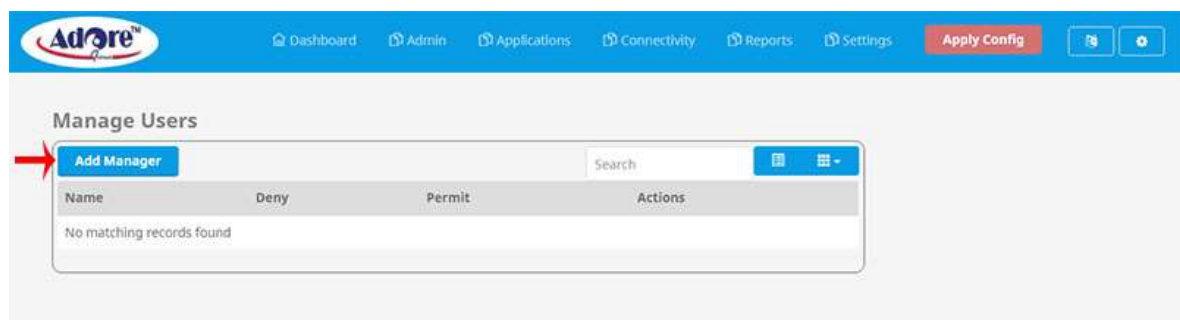 Adore™
Dashboard Admin Applications Connectivity Reports Settings Apply Config
Manage Users
Add Manager Search
Name Deny Permit Actions
No matching records found